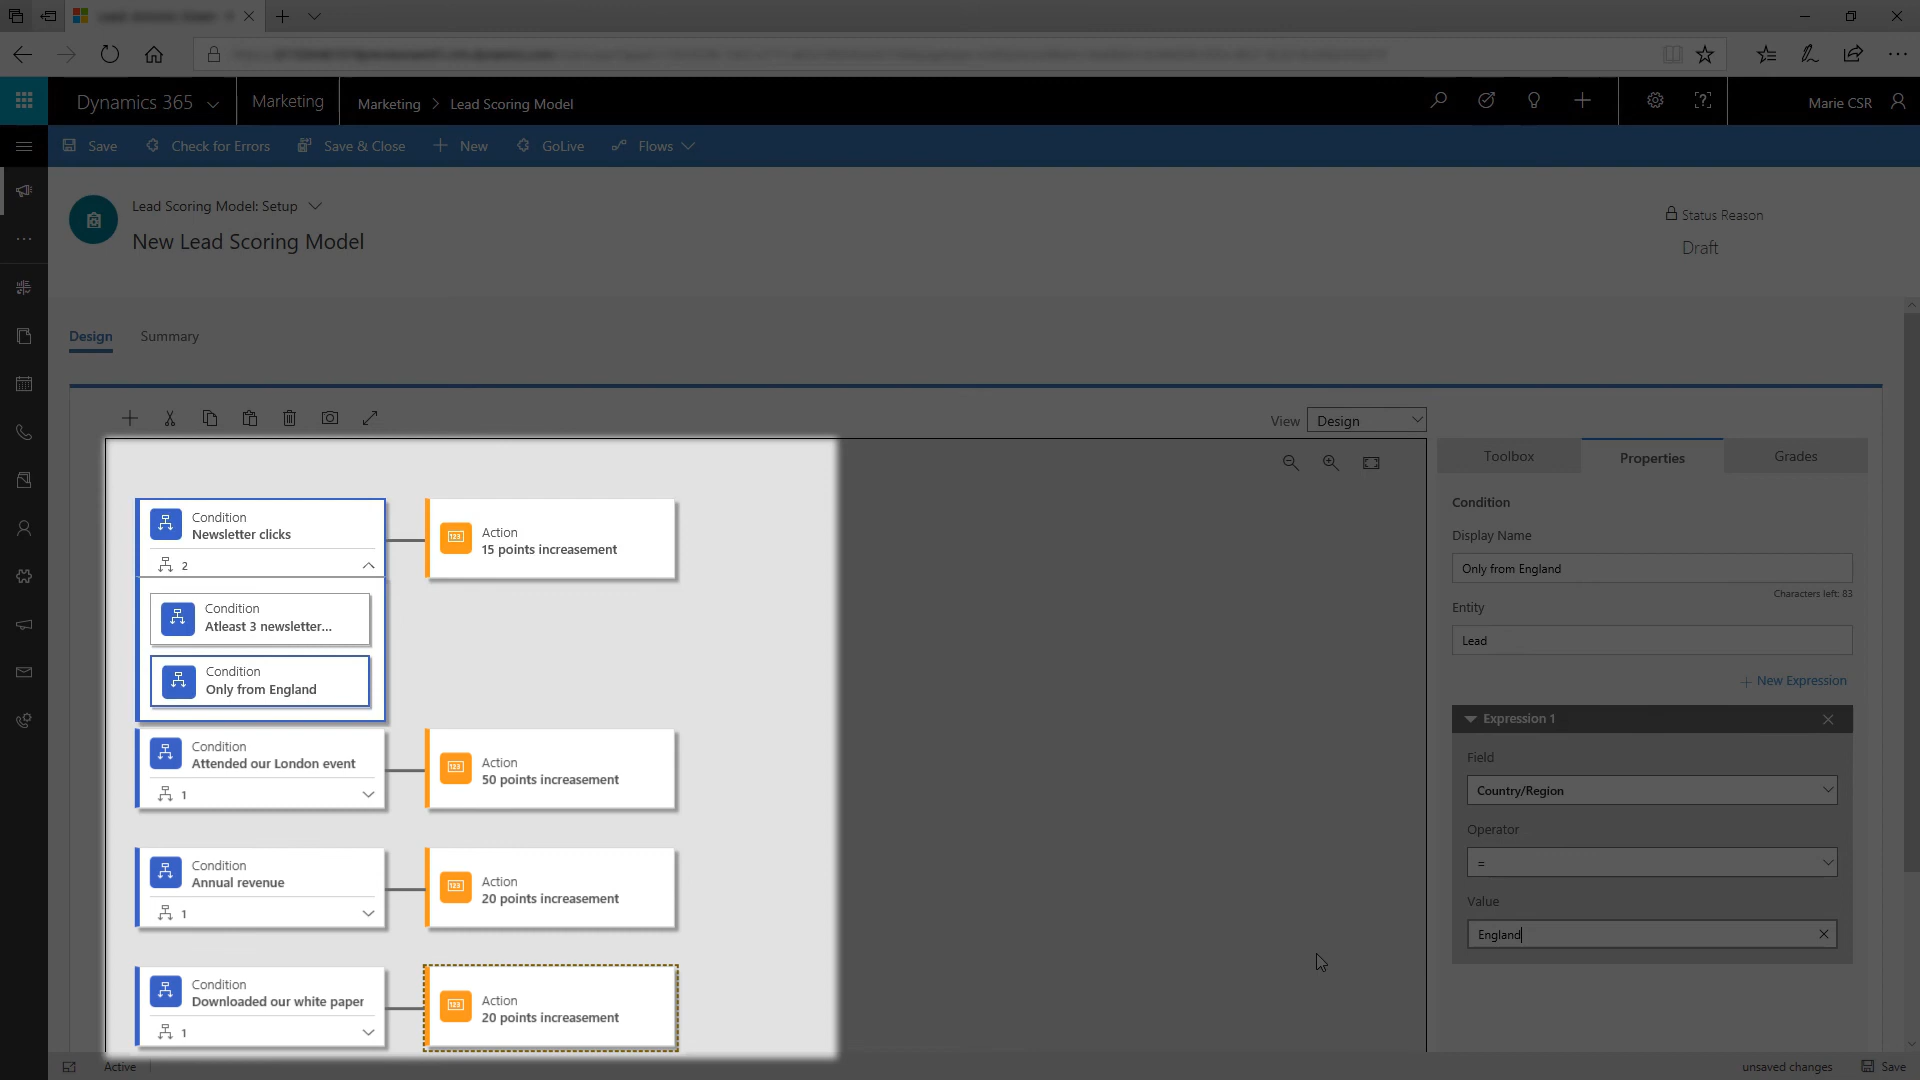 Dynamics 365
Marketing
Marketing > Lead Scoring Model
Marie CSR
Save
Check for Errors
Save & Close
New
GoLive
Flows
Lead Scoring Model: Setup
New Lead Scoring Model
Status Reason
Draft
Design
Summary
View
Design
Toolbox
Properties
Grades
Condition
Newsletter clicks
2
Condition
Atleast 3 newsletter...
Condition
Only from England
Action
123
15 points increasement
Condition
Attended our London event
1
Action
123
50 points increasement
Condition
Annual revenue
1
Action
123
20 points increasement
Condition
Downloaded our white paper
1
Action
123
20 points increasement
Condition
Display Name
Only from England
Characters left: 83
Entity
Lead
+ New Expression
Expression 1
Field
Country/Region
Operator
=
Value
England
Active
unsaved changes
Save